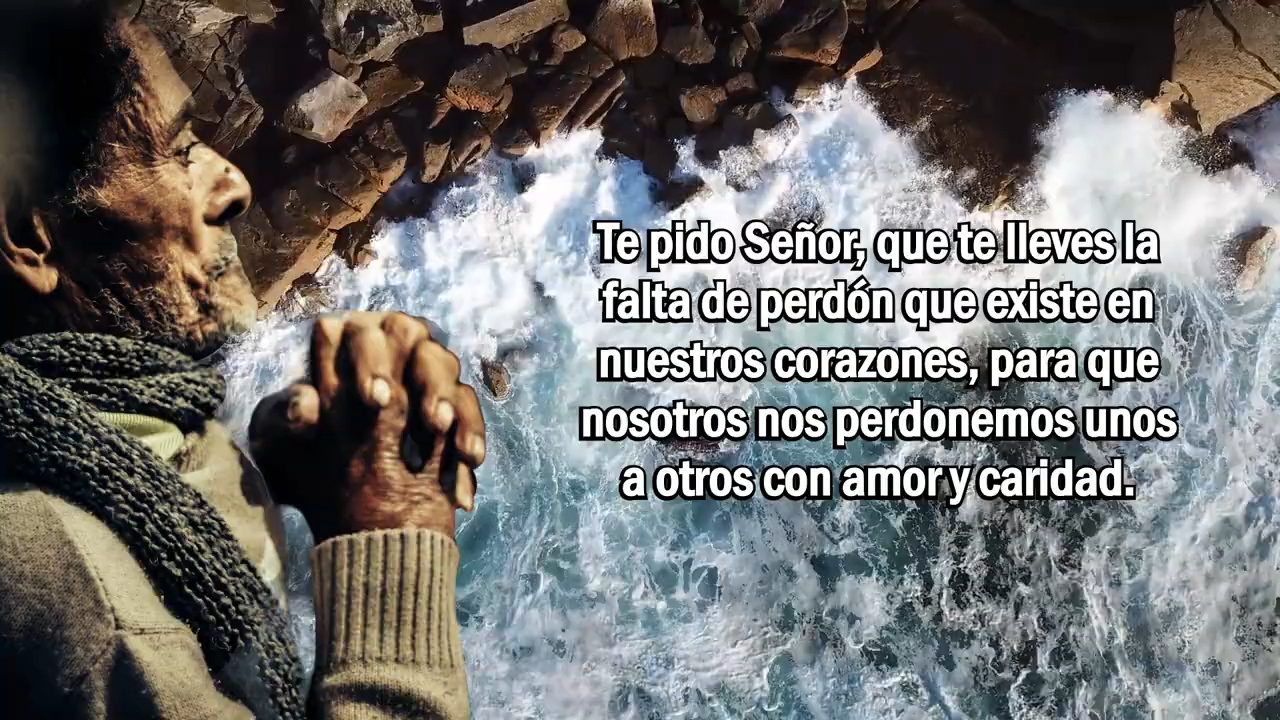 Te pido Señor, que te lleves la
falta de perdón que existe en
nuestros corazones, para que
nosotros nos perdonemos unos
a otros con amor y caridad.